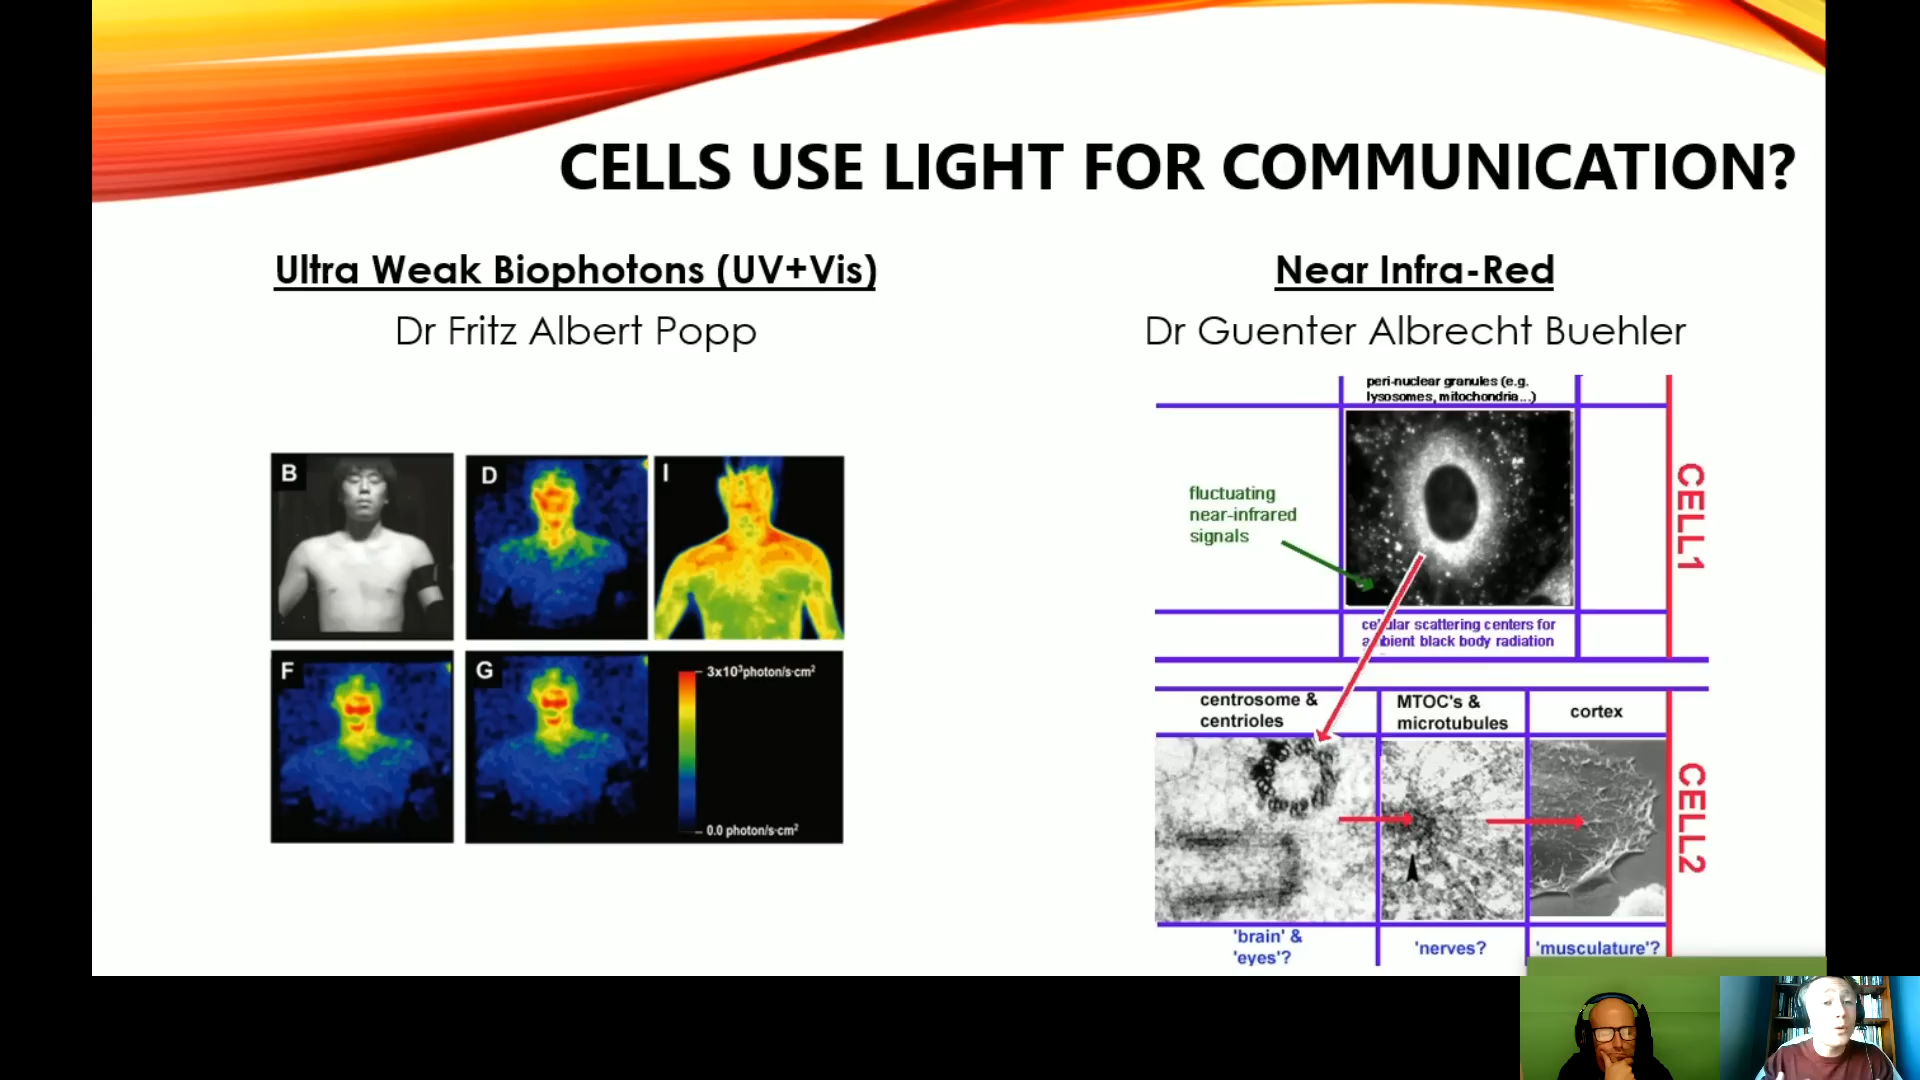 CELLS USE LIGHT FOR COMMUNICATION?
Ultra Weak Biophotons (UV+Vis)
Dr Fritz Albert Popp
B
D
I
F
G
3x10³photon/s·cm²
0.0 photon/s·cm²
Near Infra-Red
Dr Guenter Albrecht Buehler
peri-nuclear granules (e.g.
lysosomes, mitochondria...)
fluctuating
near-infrared
signals
CELL1
cellular scattering centers for
ambient black body radiation
centrosome &
centrioles
MTOC's &
microtubules
cortex
CELL2
'brain' &
'eyes'?
'nerves?
'musculature'?